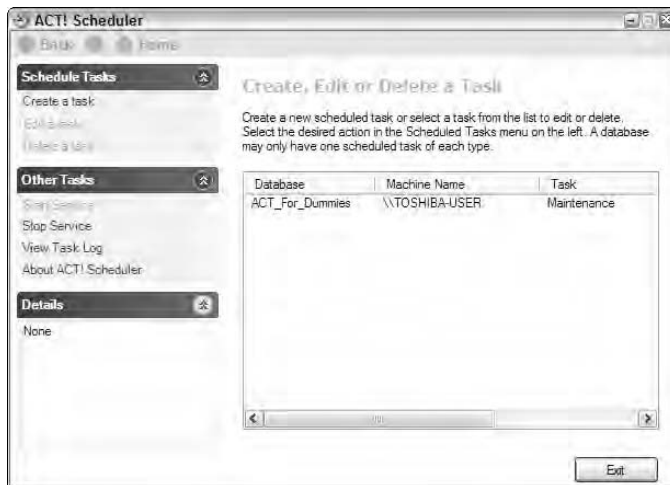 ACT! Scheduler
Back Home
Schedule Tasks
Create a task
Edit a task
Delete a task
Other Tasks
Start Service
Stop Service
View Task Log
About ACT! Scheduler
Details
None
Create, Edit or Delete a Task
Create a new scheduled task or select a task from the list to edit or delete.
Select the desired action in the Scheduled Tasks menu on the left. A database
may only have one scheduled task of each type.
Database Machine Name Task
ACT_For_Dummies \\TOSHIBA-USER Maintenance
Exit